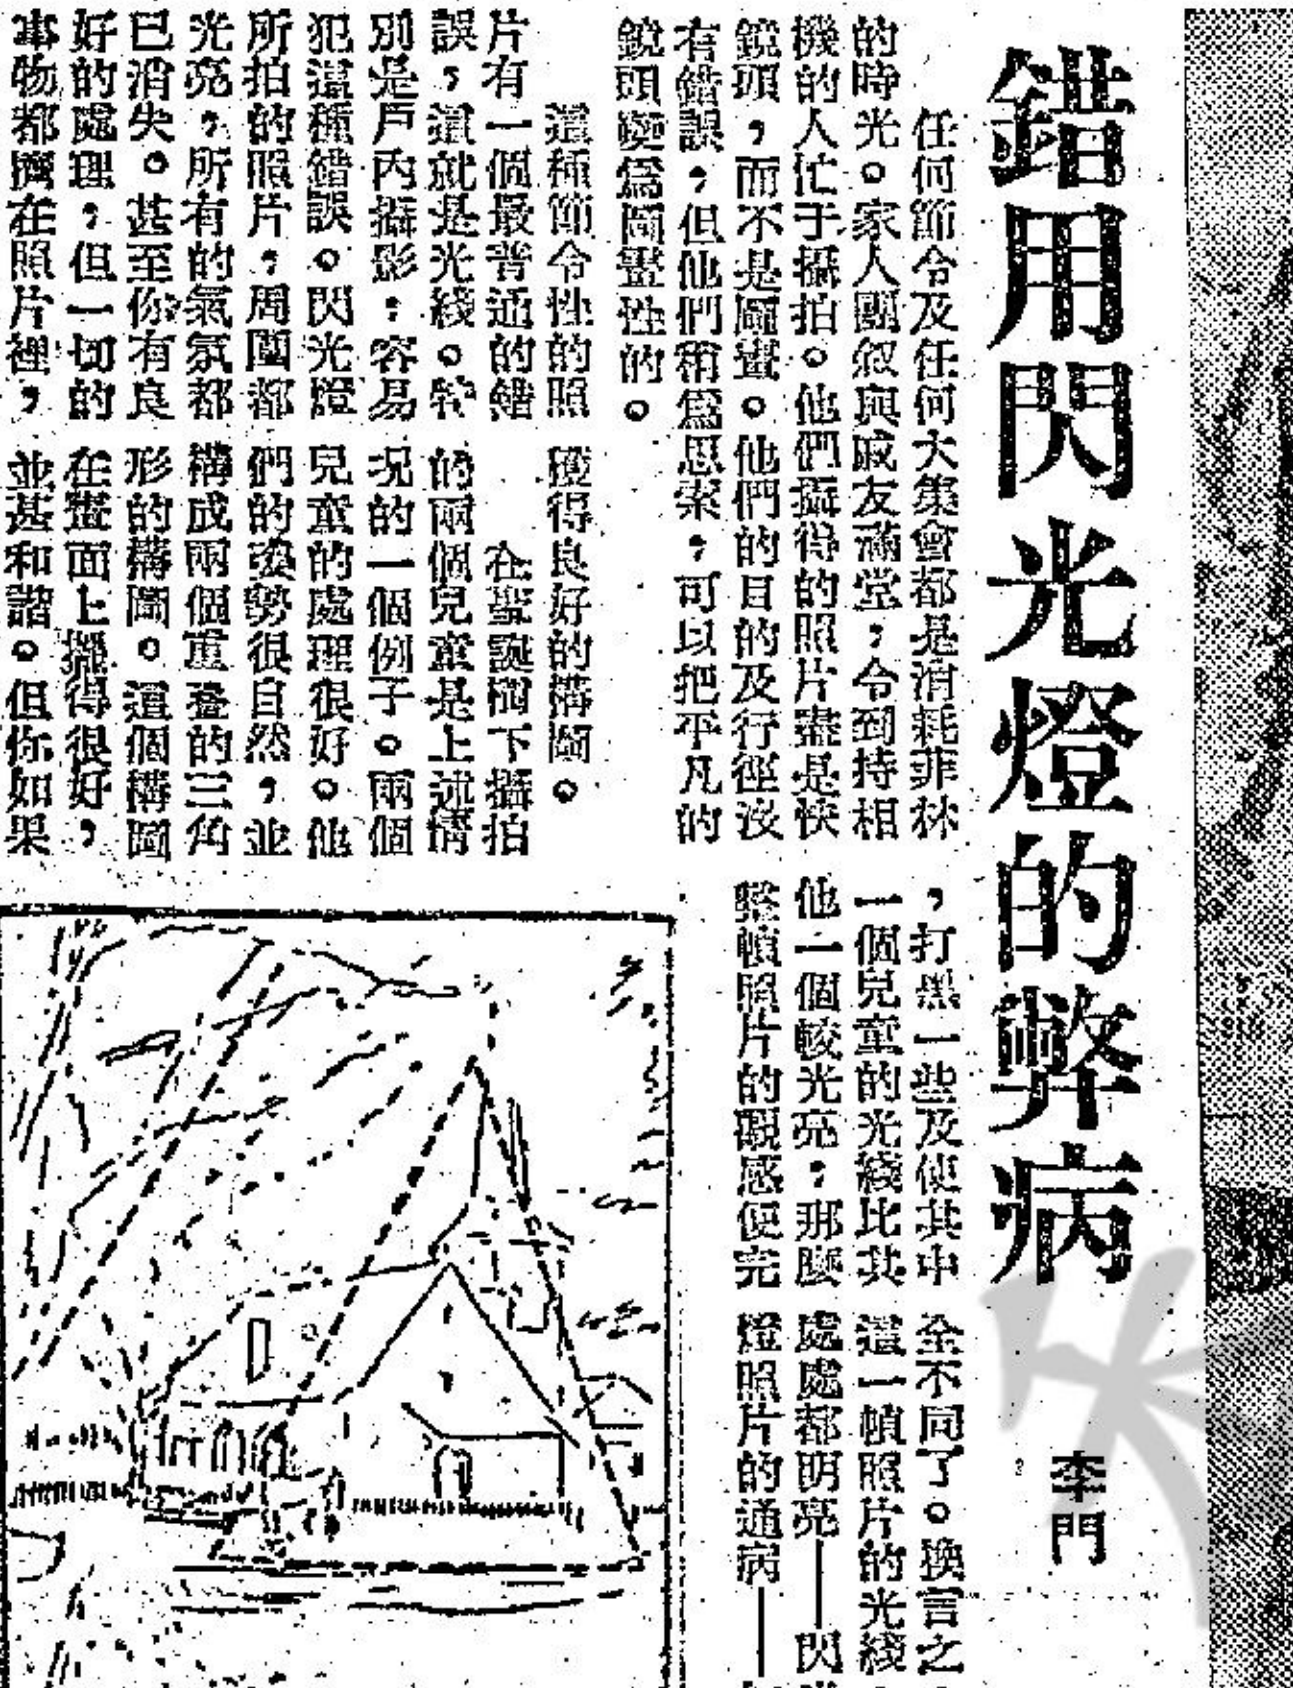 錯用閃光燈的弊病
李門
任何節令及任何大集會都是消耗菲林
的時光。家人團叙與戚友滿堂，令到持相
機的人忙于攝拍。他們攝得的照片盡是快
鏡頭，而不是圖畫。他們的目的及行徑沒
有錯誤，但他們稍爲思索，可以把平凡的
鏡頭變爲圖畫性的。
這種節令性的照
片有一個最普通的錯
誤，這就是光綫。特
別是戶內攝影：容易
犯這種錯誤。閃光燈
所拍的照片，周圍都
光亮，所有的氣氛都
已消失。甚至你有良
好的處理，但一切的
事物都擠在照片裡，
獲得良好的構圖。
在聖誕樹下攝拍
的兩個兒童是上述情
況的一個例子。兩個
兒童的處理很好。他
們的姿勢很自然，並
構成兩個重叠的三角
形的構圖。這個構圖
在畫面上擺得很好，
並甚和諧。但你如果
，打黑一些及使其中
一個兒童的光綫比其
他一個較光亮，那麼
整幀照片的觀感便完
全不同了。換言之
這一幀照片的光綫
處處都明亮——閃
燈照片的通病——